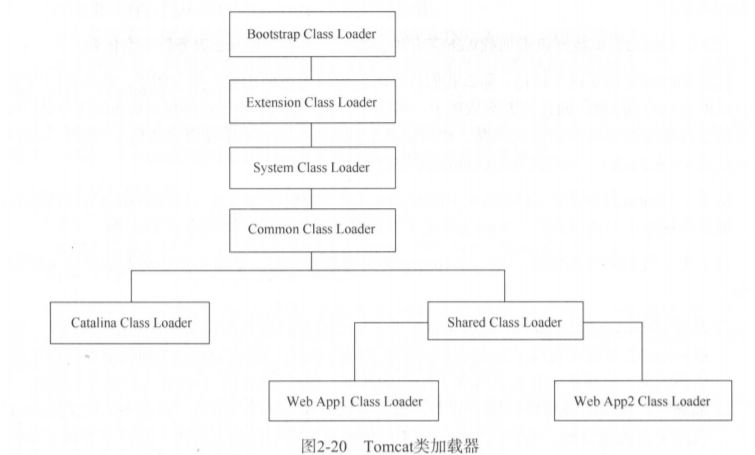 Bootstrap Class Loader
Extension Class Loader
System Class Loader
Common Class Loader
Catalina Class Loader
Shared Class Loader
Web App1 Class Loader
Web App2 Class Loader
图2-20 Tomcat类加载器